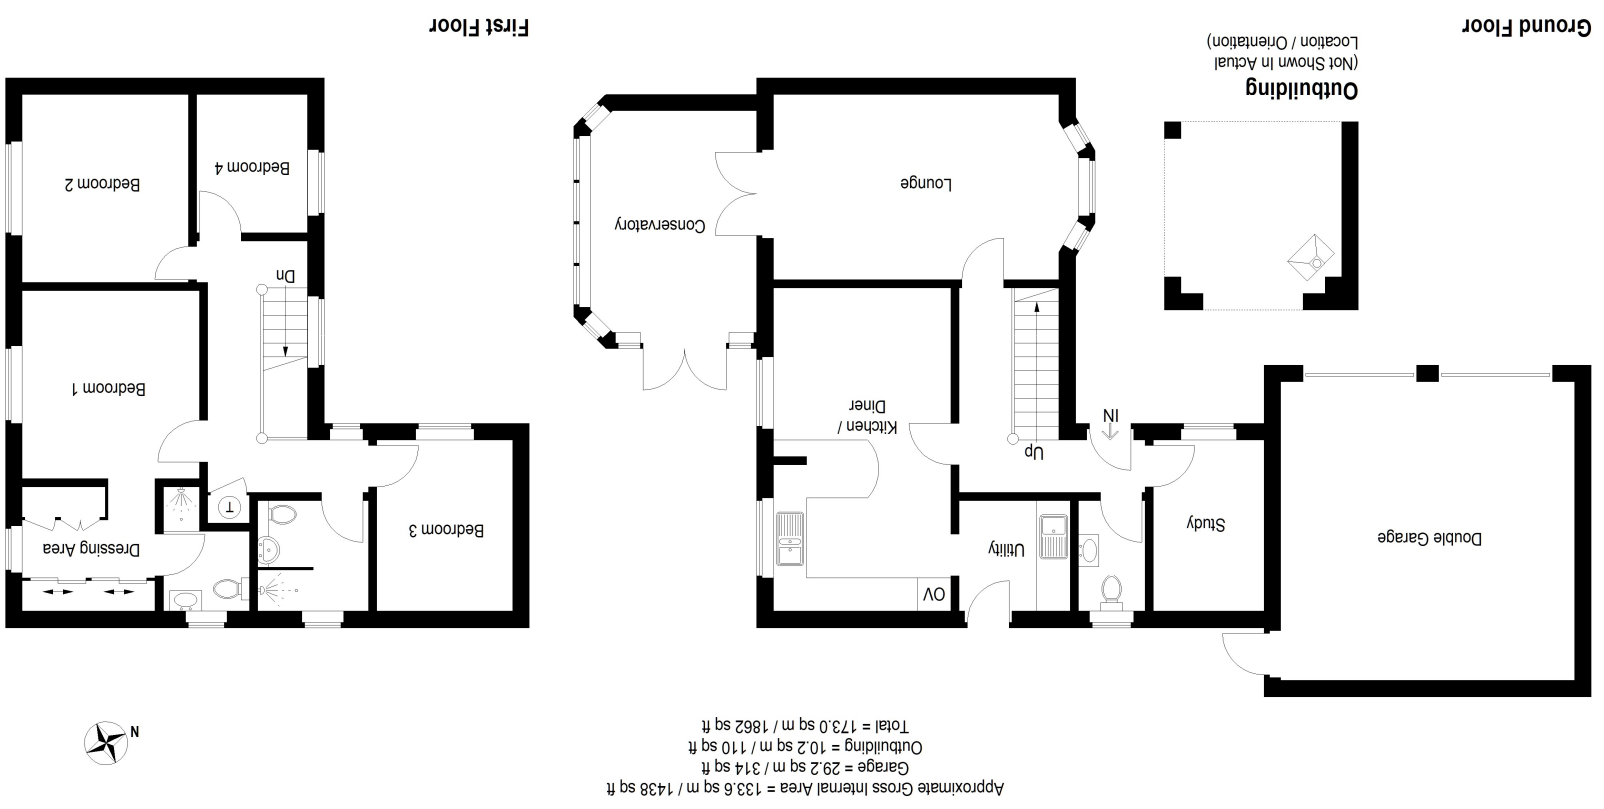 Approximate Gross Internal Area = 133.6 sq m / 1438 sq ft
Garage = 29.2 sq m / 314 sq ft
Outbuilding = 10.2 sq m / 110 sq ft
Total = 173.0 sq m / 1862 sq ft
N
Double Garage
Study
Utility
OV
IN
Up
Kitchen /
Diner
Lounge
Conservatory
Outbuilding
(Not Shown In Actual
Location / Orientation)
Ground Floor
Bedroom 3
T
Dressing Area
Bedroom 1
Dn
Bedroom 4
Bedroom 2
First Floor